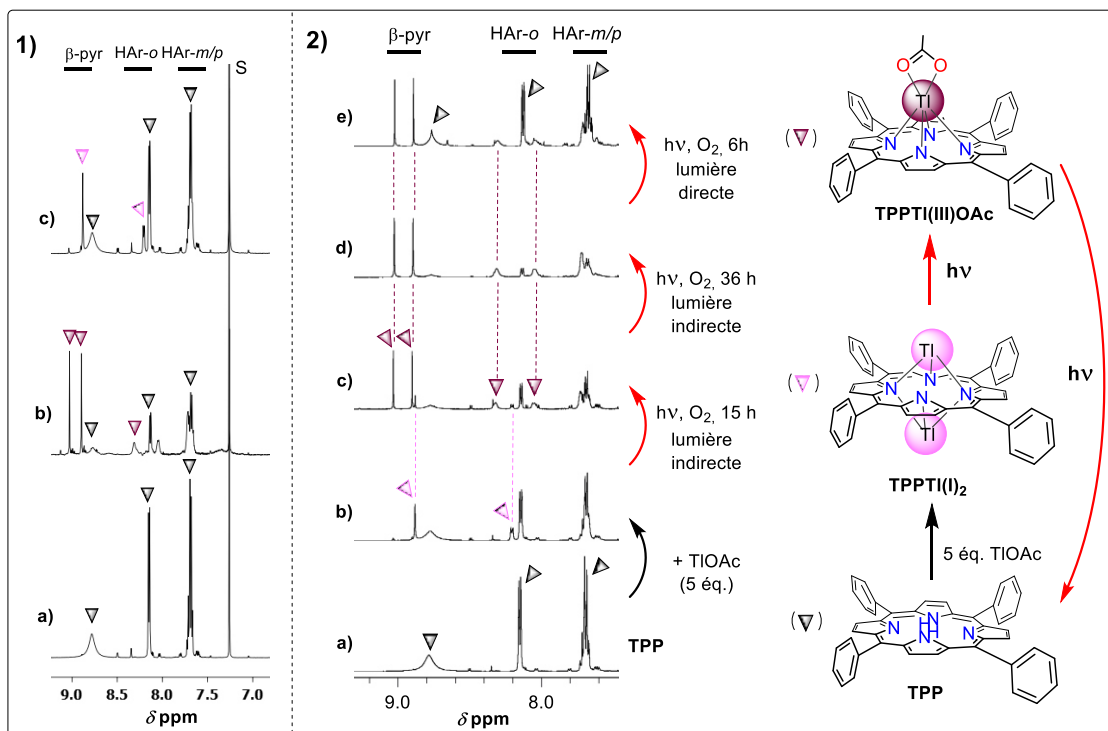 1)
β-pyr HAr-o HAr-m/p
S
c)
b)
a)
9.0 8.5 8.0 7.5 7.0
δ ppm
2)
β-pyr HAr-o HAr-m/p
e)
d)
c)
b)
a)
9.0 8.0
δ ppm
hν, O2, 6h
lumière
directe
hν, O2, 36 h
lumière
indirecte
hν, O2, 15 h
lumière
indirecte
+ TlOAc
(5 éq.)
TPP
O O
Tl
( )
N N N N
TPPTl(III)OAc
hν
hν
Tl
( )
N N N N
Tl
TPPTl(I)2
5 éq. TlOAc
( )
N HN NH N
TPP